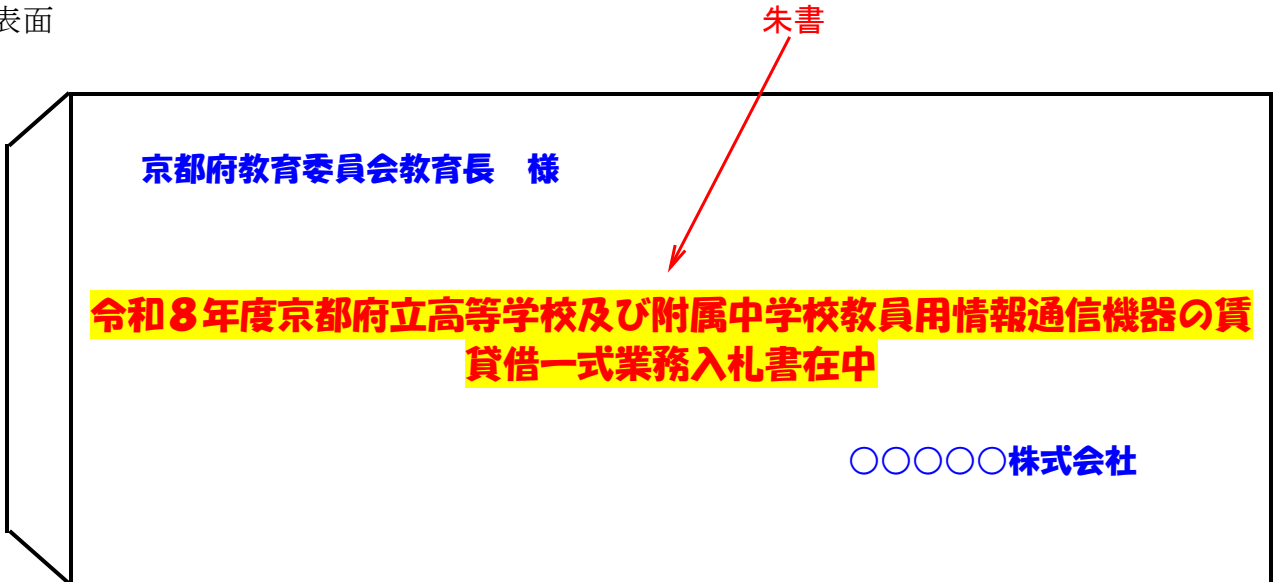 表面
朱書
京都府教育委員会教育長　様
令和８年度京都府立高等学校及び附属中学校教員用情報通信機器の賃
貸借一式業務入札書在中
○○○○○株式会社